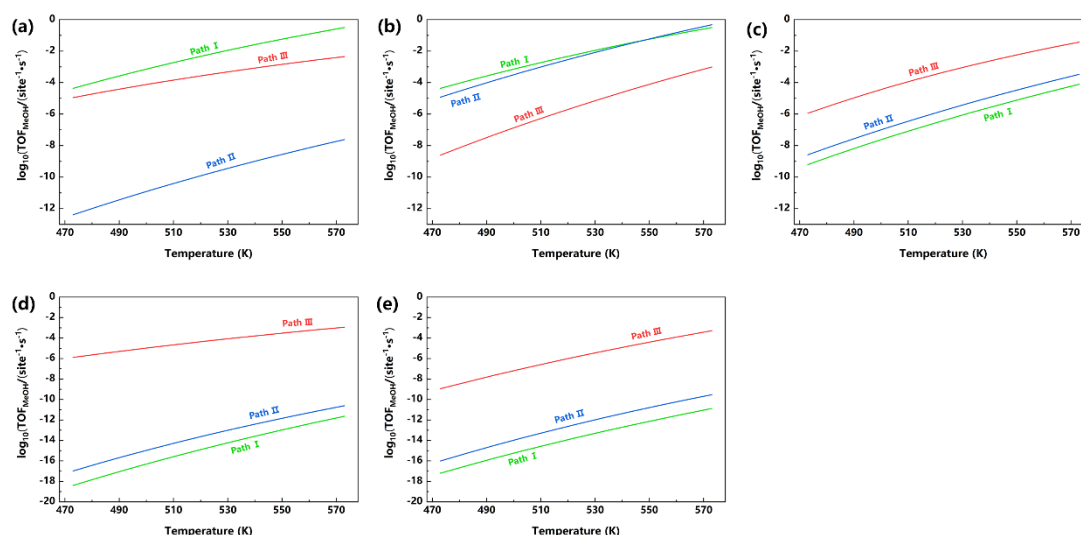 (a)
log₁₀(TOF_MeOH/(site⁻¹•s⁻¹)
0
-2
-4
-6
-8
-10
-12
Path Ⅰ
Path Ⅲ
Path Ⅱ
470 490 510 530 550 570
Temperature (K)
(b)
log₁₀(TOF_MeOH/(site⁻¹•s⁻¹)
0
-2
-4
-6
-8
-10
-12
Path Ⅰ
Path Ⅱ
Path Ⅲ
470 490 510 530 550 570
Temperature (K)
(c)
log₁₀(TOF_MeOH/(site⁻¹•s⁻¹)
0
-2
-4
-6
-8
-10
-12
Path Ⅲ
Path Ⅱ
Path Ⅰ
470 490 510 530 550 570
Temperature (K)
(d)
log₁₀(TOF_MeOH/(site⁻¹•s⁻¹)
0
-2
-4
-6
-8
-10
-12
-14
-16
-18
-20
Path Ⅲ
Path Ⅱ
Path Ⅰ
470 490 510 530 550 570
Temperature (K)
(e)
log₁₀(TOF_MeOH/(site⁻¹•s⁻¹)
0
-2
-4
-6
-8
-10
-12
-14
-16
-18
-20
Path Ⅲ
Path Ⅱ
Path Ⅰ
470 490 510 530 550 570
Temperature (K)